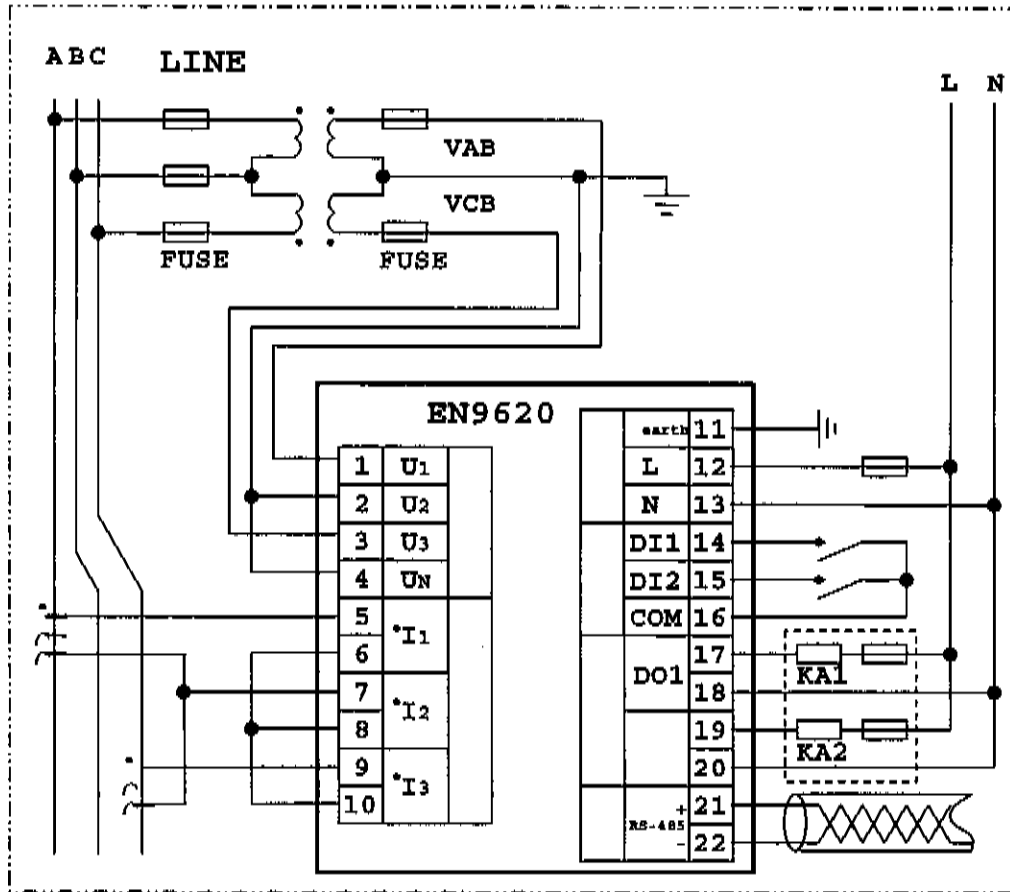 ABC LINE
L N
VAB
VCB
FUSE FUSE
EN9620
earth 11
1 U1 L 12
2 U2 N 13
3 U3 DI1 14
4 UN DI2 15
5 COM 16
*I1
6 17
DO1 KA1
7 18
*I2
8 19
KA2
9 20
*I3
10 + 21
RS-485
- 22